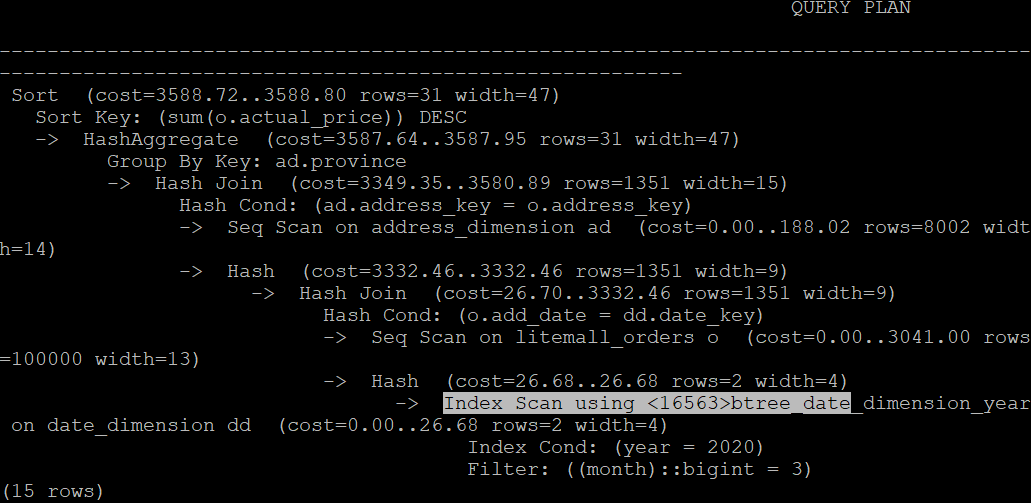 QUERY PLAN
--------------------------------------------------------------------------------------
---------------------------------------------------------
Sort  (cost=3588.72..3588.80 rows=31 width=47)
Sort Key: (sum(o.actual_price)) DESC
->  HashAggregate  (cost=3587.64..3587.95 rows=31 width=47)
Group By Key: ad.province
->  Hash Join  (cost=3349.35..3580.89 rows=1351 width=15)
Hash Cond: (ad.address_key = o.address_key)
->  Seq Scan on address_dimension ad  (cost=0.00..188.02 rows=8002 widt
h=14)
->  Hash  (cost=3332.46..3332.46 rows=1351 width=9)
->  Hash Join  (cost=26.70..3332.46 rows=1351 width=9)
Hash Cond: (o.add_date = dd.date_key)
->  Seq Scan on litemall_orders o  (cost=0.00..3041.00 rows
=100000 width=13)
->  Hash  (cost=26.68..26.68 rows=2 width=4)
->  Index Scan using <16563>btree_date_dimension_year
on date_dimension dd  (cost=0.00..26.68 rows=2 width=4)
Index Cond: (year = 2020)
Filter: ((month)::bigint = 3)
(15 rows)